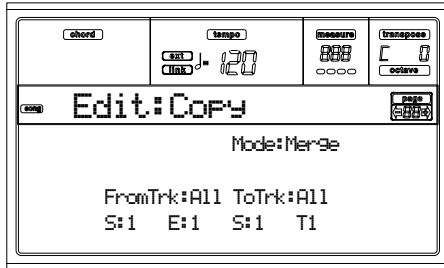 chord tempo measure transpose
ext link ♩= 120 888 C 0
octave
song Edit:Copy page 88
Mode:Merge
FromTrk:All ToTrk:All
S:1 E:1 S:1 T1